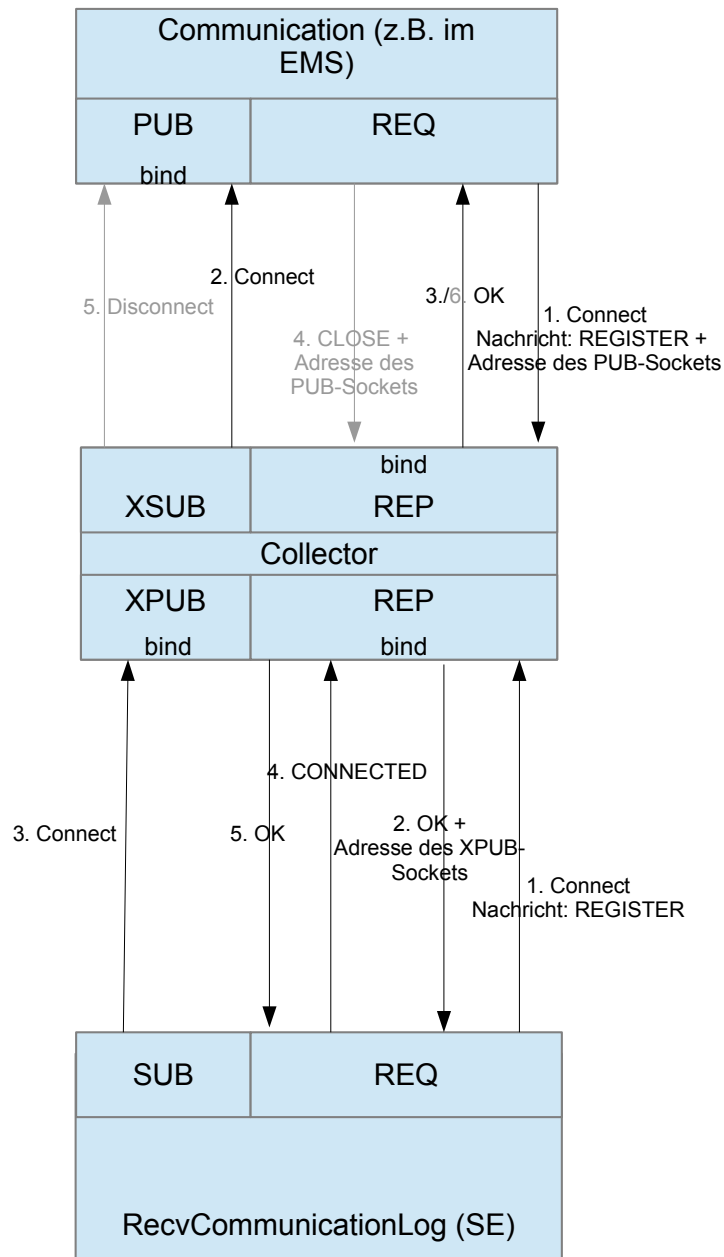 Communication (z.B. im
EMS)
PUB
REQ
bind
2. Connect
5. Disconnect
3./6. OK
1. Connect
Nachricht: REGISTER +
Adresse des PUB-Sockets
4. CLOSE +
Adresse des
PUB-Sockets
bind
XSUB
REP
Collector
XPUB
REP
bind
bind
4. CONNECTED
3. Connect
5. OK
2. OK +
Adresse des XPUB-
Sockets
1. Connect
Nachricht: REGISTER
SUB
REQ
RecvCommunicationLog (SE)